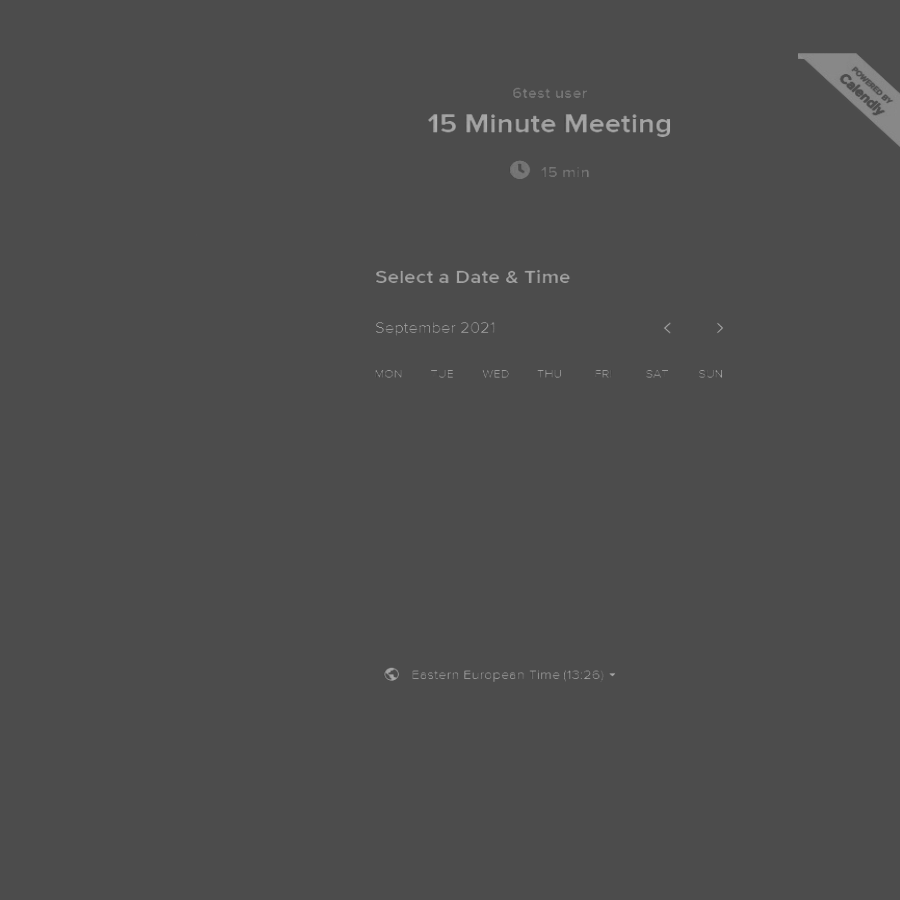 POWERED BY
Calendly
6test user
15 Minute Meeting
15 min
Select a Date & Time
September 2021
MON TUE WED THU FRI SAT SUN
Eastern European Time (13:26)